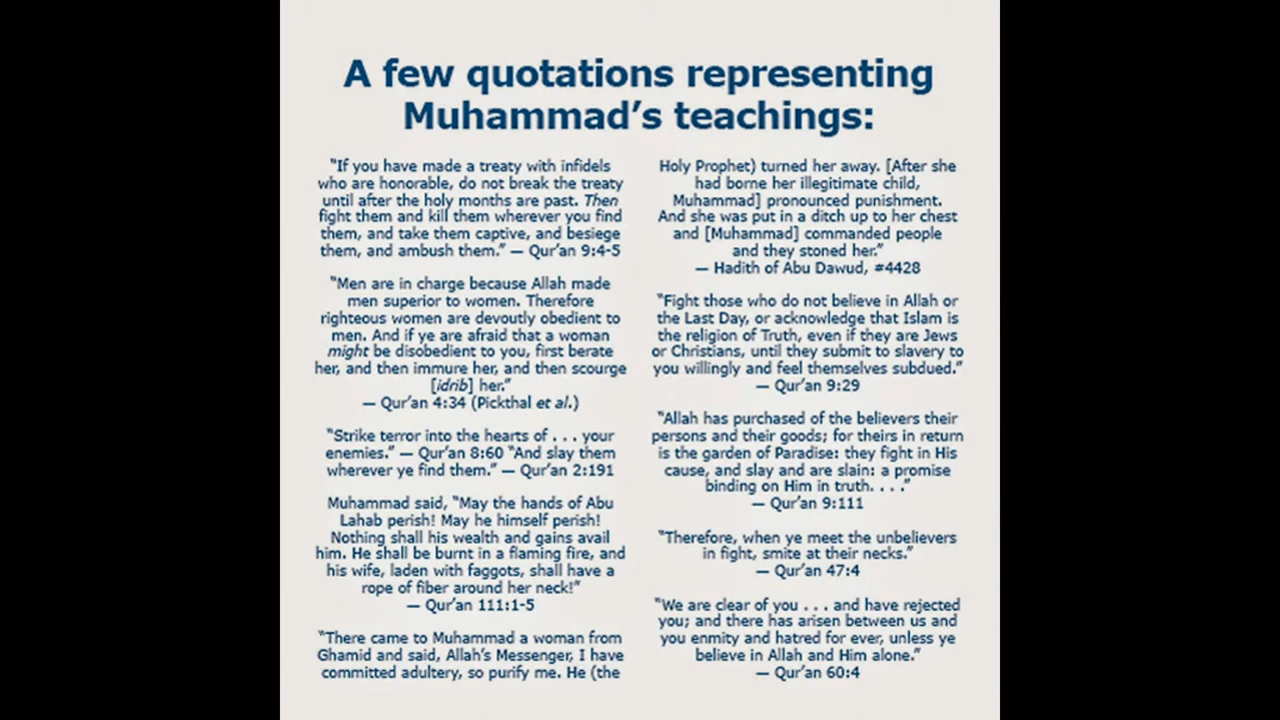 A few quotations representing
Muhammad's teachings:
"If you have made a treaty with infidels
who are honorable, do not break the treaty
until after the holy months are past. Then
fight them and kill them wherever you find
them, and take them captive, and besiege
them, and ambush them." — Qur'an 9:4-5
"Men are in charge because Allah made
men superior to women. Therefore
righteous women are devoutly obedient to
men. And if ye are afraid that a woman
might be disobedient to you, first berate
her, and then immure her, and then scourge
[idrib] her."
— Qur'an 4:34 (Pickthal et al.)
"Strike terror into the hearts of . . . your
enemies." — Qur'an 8:60 "And slay them
wherever ye find them." — Qur'an 2:191
Muhammad said, "May the hands of Abu
Lahab perish! May he himself perish!
Nothing shall his wealth and gains avail
him. He shall be burnt in a flaming fire, and
his wife, laden with faggots, shall have a
rope of fiber around her neck!"
— Qur'an 111:1-5
"There came to Muhammad a woman from
Ghamid and said, Allah's Messenger, I have
committed adultery, so purify me. He (the
Holy Prophet) turned her away. [After she
had borne her illegitimate child,
Muhammad] pronounced punishment.
And she was put in a ditch up to her chest
and [Muhammad] commanded people
and they stoned her."
— Hadith of Abu Dawud, #4428
"Fight those who do not believe in Allah or
the Last Day, or acknowledge that Islam is
the religion of Truth, even if they are Jews
or Christians, until they submit to slavery to
you willingly and feel themselves subdued."
— Qur'an 9:29
"Allah has purchased of the believers their
persons and their goods; for theirs in return
is the garden of Paradise: they fight in His
cause, and slay and are slain: a promise
binding on Him in truth. . . ."
— Qur'an 9:111
"Therefore, when ye meet the unbelievers
in fight, smite at their necks."
— Qur'an 47:4
"We are clear of you . . . and have rejected
you; and there has arisen between us and
you enmity and hatred for ever, unless ye
believe in Allah and Him alone."
— Qur'an 60:4